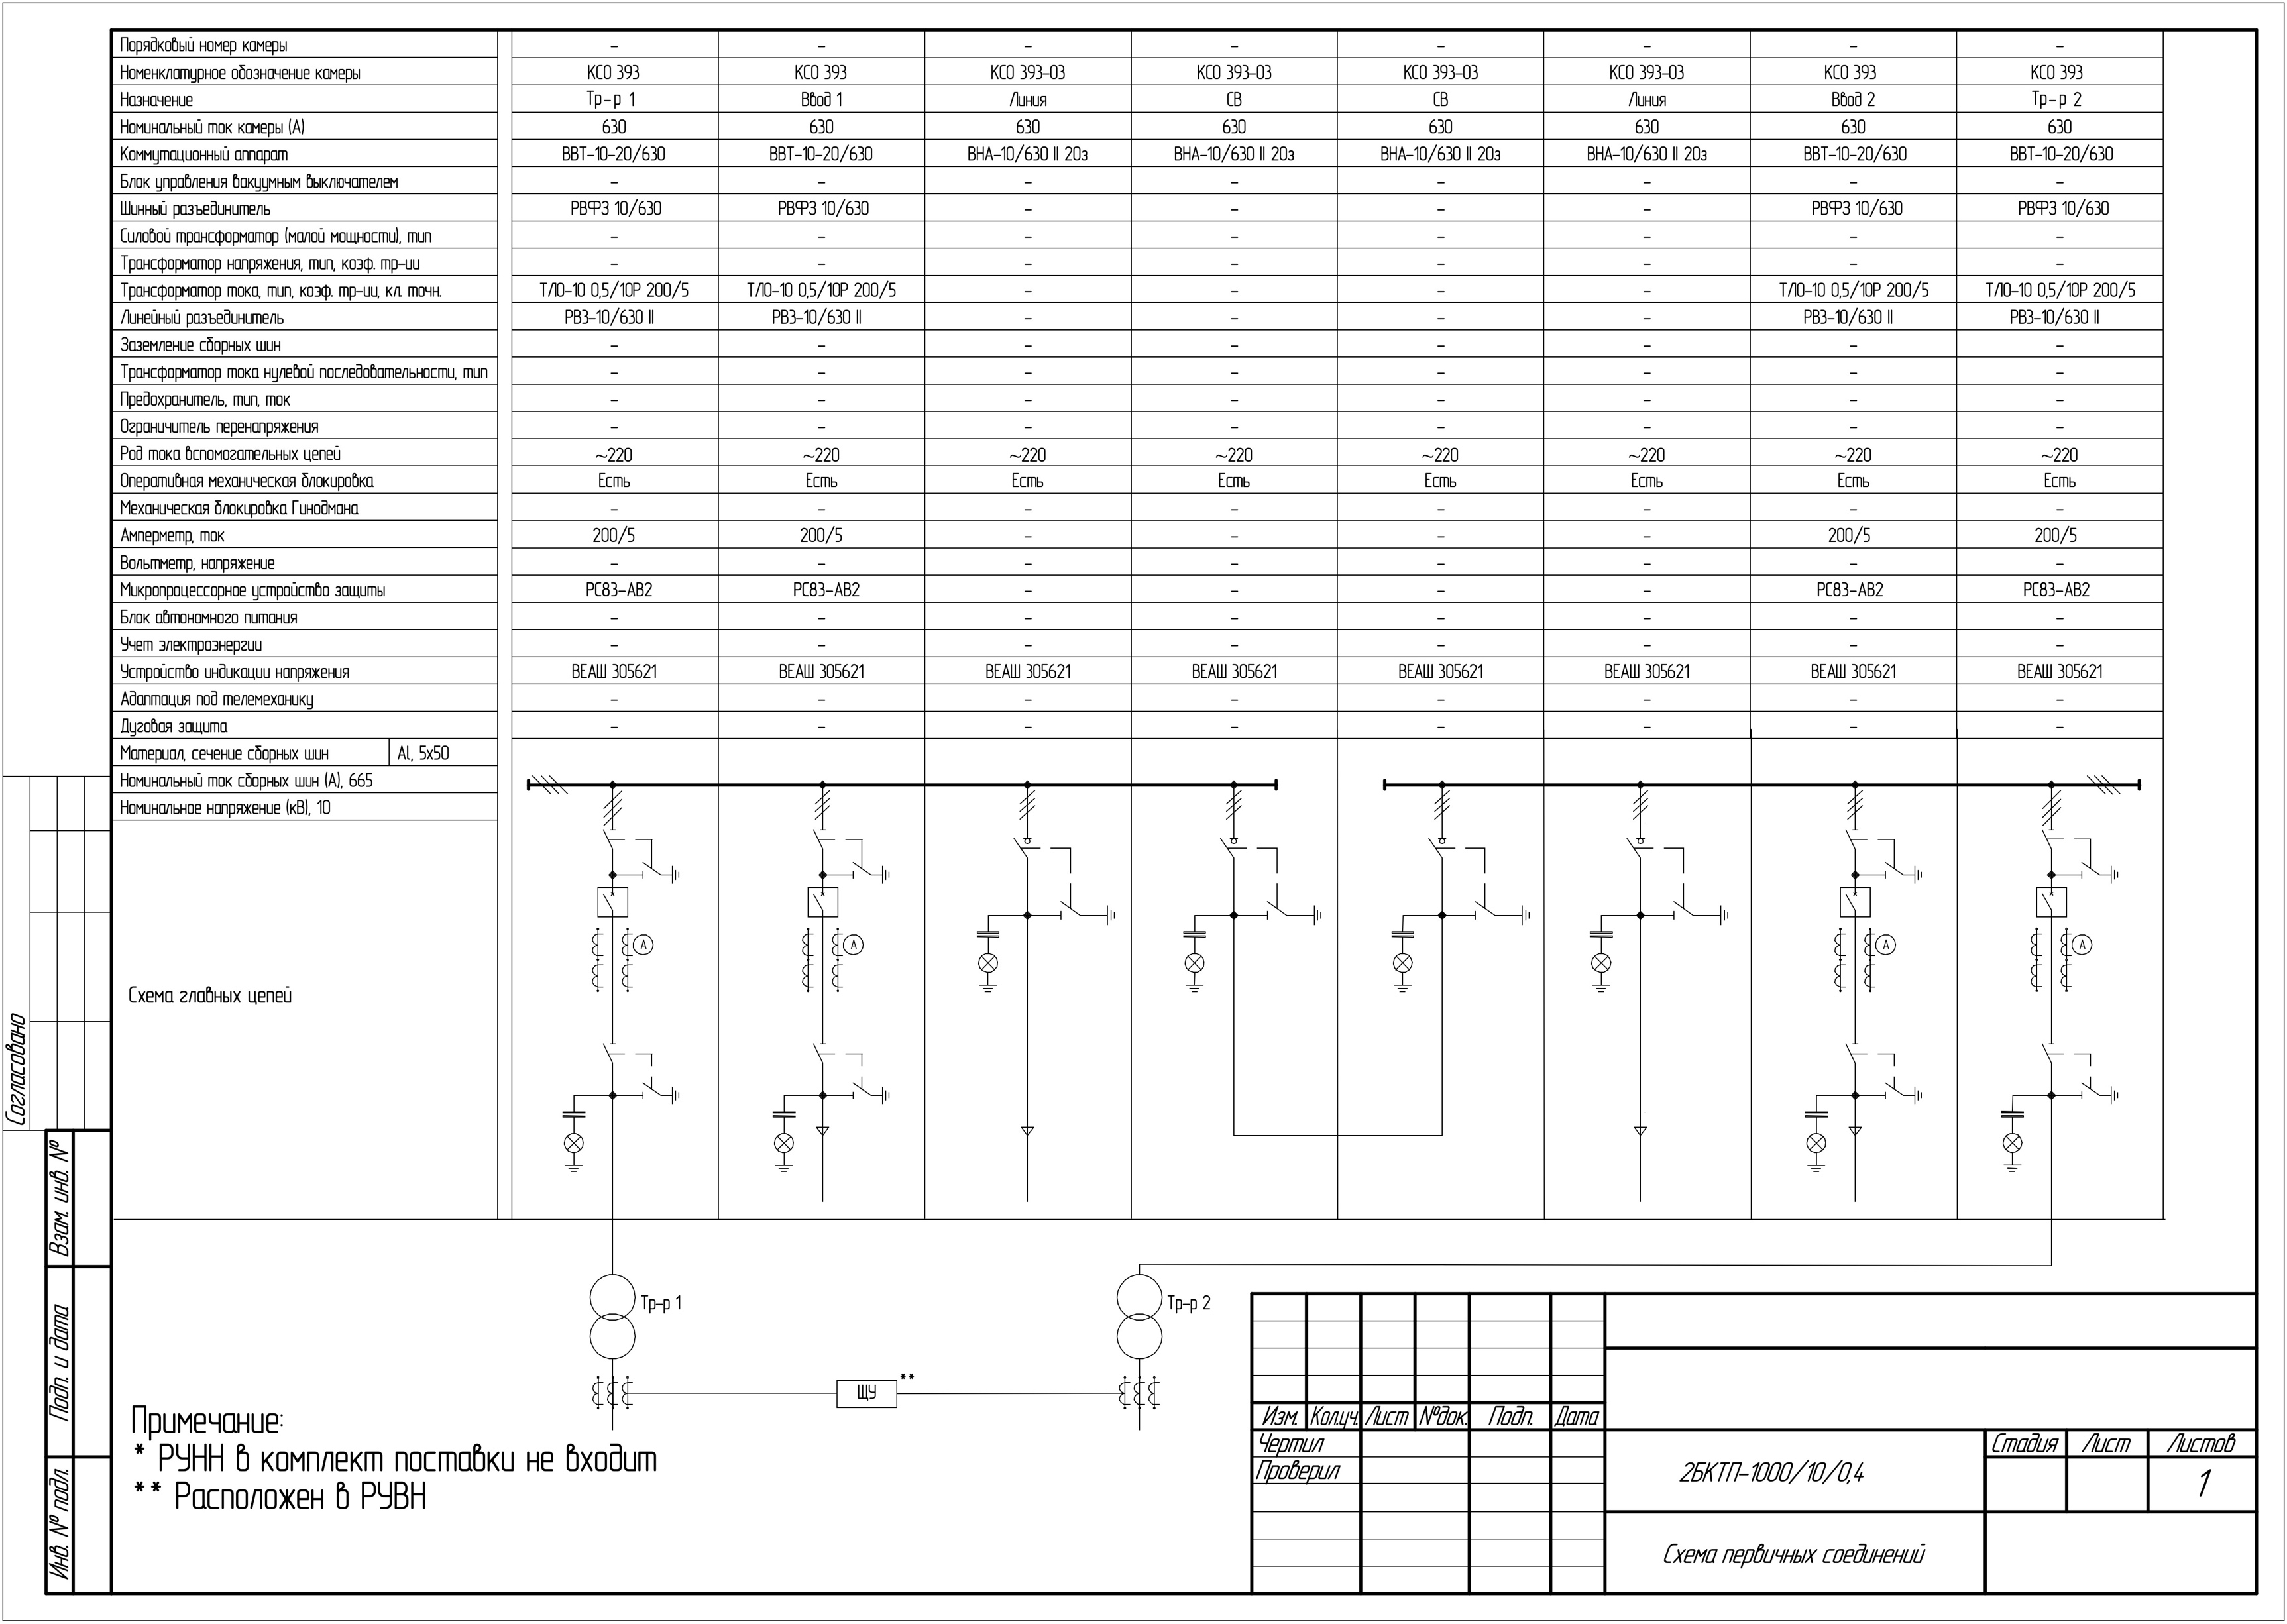 Порядковый номер камеры – – – – – – – –
Номенклатурное обозначение камеры КСО 393 КСО 393 КСО 393-03 КСО 393-03 КСО 393-03 КСО 393-03 КСО 393 КСО 393
Назначение Тр-р 1 Ввод 1 Линия СВ СВ Линия Ввод 2 Тр-р 2
Номинальный ток камеры (А) 630 630 630 630 630 630 630 630
Коммутационный аппарат ВВТ-10-20/630 ВВТ-10-20/630 ВНА-10/630 II 20з ВНА-10/630 II 20з ВНА-10/630 II 20з ВНА-10/630 II 20з ВВТ-10-20/630 ВВТ-10-20/630
Блок управления вакуумным выключателем – – – – – – – –
Шинный разъединитель РВФЗ 10/630 РВФЗ 10/630 – – – – РВФЗ 10/630 РВФЗ 10/630
Силовой трансформатор (малой мощности), тип – – – – – – – –
Трансформатор напряжения, тип, коэф. тр-ии – – – – – – – –
Трансформатор тока, тип, коэф. тр-ии, кл. точн. ТЛО-10 0,5/10Р 200/5 ТЛО-10 0,5/10Р 200/5 – – – – ТЛО-10 0,5/10Р 200/5 ТЛО-10 0,5/10Р 200/5
Линейный разъединитель РВЗ-10/630 II РВЗ-10/630 II – – – – РВЗ-10/630 II РВЗ-10/630 II
Заземление сборных шин – – – – – – – –
Трансформатор тока нулевой последовательности, тип – – – – – – – –
Предохранитель, тип, ток – – – – – – – –
Ограничитель перенапряжения – – – – – – – –
Род тока вспомогательных цепей ~220 ~220 ~220 ~220 ~220 ~220 ~220 ~220
Оперативная механическая блокировка Есть Есть Есть Есть Есть Есть Есть Есть
Механическая блокировка Гинодмана – – – – – – – –
Амперметр, ток 200/5 200/5 – – – – 200/5 200/5
Вольтметр, напряжение – – – – – – – –
Микропроцессорное устройство защиты РС83-АВ2 РС83-АВ2 – – – – РС83-АВ2 РС83-АВ2
Блок автономного питания – – – – – – – –
Учет электроэнергии – – – – – – – –
Устройство индикации напряжения ВЕАШ 305621 ВЕАШ 305621 ВЕАШ 305621 ВЕАШ 305621 ВЕАШ 305621 ВЕАШ 305621 ВЕАШ 305621 ВЕАШ 305621
Адаптация под телемеханику – – – – – – – –
Дуговая защита – – – – – – – –
Материал, сечение сборных шин Al, 5х50
Номинальный ток сборных шин (А), 665
Номинальное напряжение (кВ), 10
А А А А
Схема главных цепей
Согласовано
Взам. инв. №
Подп. и дата
Инв. № подл.
Тр-р 1 Тр-р 2
ЩУ **
Примечание:
* РУНН в комплект поставки не входит
** Расположен в РУВН
Изм. Кол.уч. Лист №док. Подп. Дата
Чертил
Проверил
2БКТП-1000/10/0,4
Стадия Лист Листов
1
Схема первичных соединений